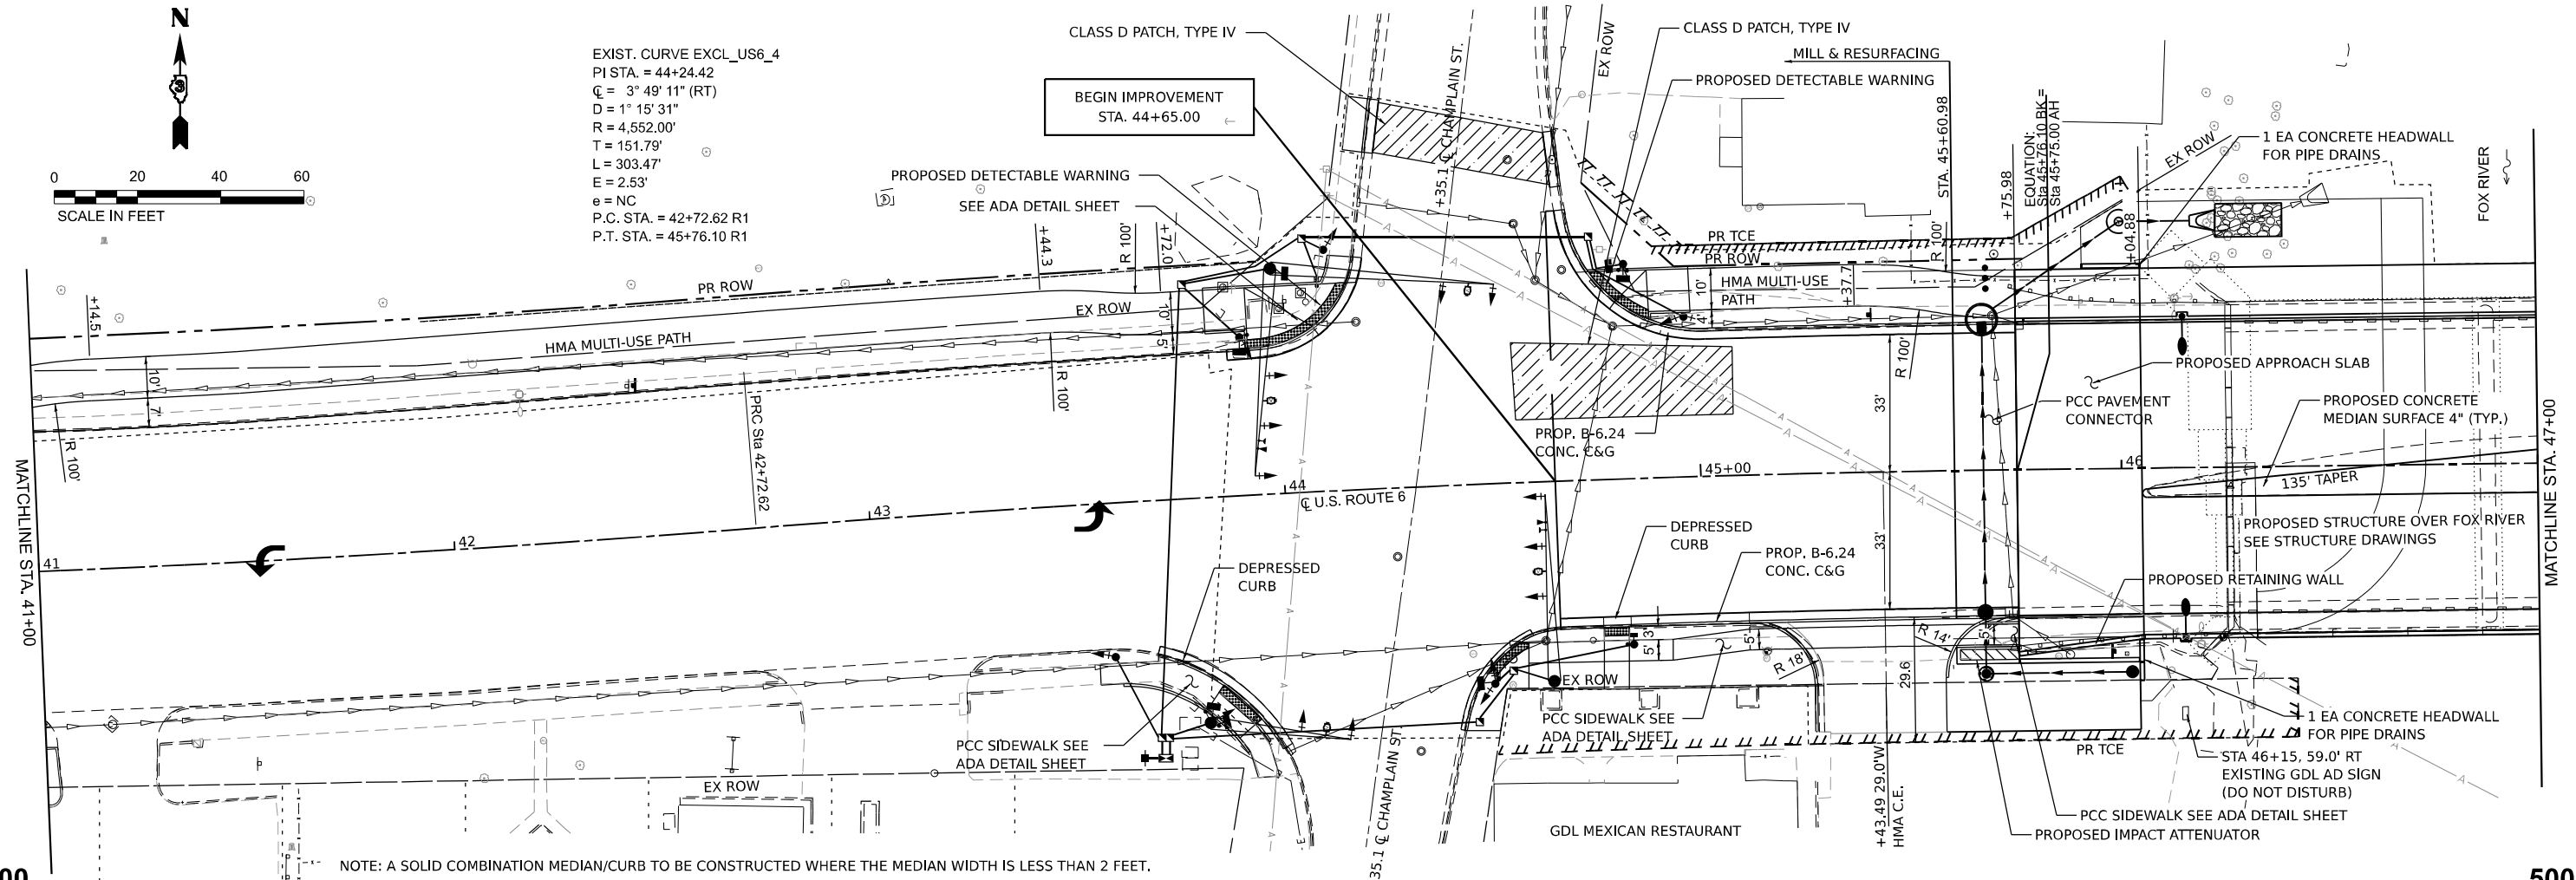 N
3
0 20 40 60
SCALE IN FEET
EXIST. CURVE EXCL_US6_4
PI STA. = 44+24.42
℄ = 3° 49' 11" (RT)
D = 1° 15' 31"
R = 4,552.00'
T = 151.79'
L = 303.47'
E = 2.53'
e = NC
P.C. STA. = 42+72.62 R1
P.T. STA. = 45+76.10 R1
CLASS D PATCH, TYPE IV
BEGIN IMPROVEMENT
STA. 44+65.00
PROPOSED DETECTABLE WARNING
SEE ADA DETAIL SHEET
+35.1 ℄ CHAMPLAIN ST.
EX ROW
CLASS D PATCH, TYPE IV
MILL & RESURFACING
PROPOSED DETECTABLE WARNING
STA. 45+60.98
+75.98
EQUATION:
Sta 45+76.10 BK =
Sta 45+75.00 AH
EX ROW
1 EA CONCRETE HEADWALL
FOR PIPE DRAINS
FOX RIVER
+04.88
+14.5
PR ROW
+44.3
R 100'
+72.0
EX ROW
10'
5'
HMA MULTI-USE PATH
10'
7'
R 100'
R 100'
PRC Sta 42+72.62
PR TCE
PR ROW
HMA MULTI-USE
PATH
10'
4'
+37.7
R 100'
R 100'
PROPOSED APPROACH SLAB
PCC PAVEMENT
CONNECTOR
PROPOSED CONCRETE
MEDIAN SURFACE 4" (TYP.)
PROP. B-6.24
CONC. C&G
33'
33'
MATCHLINE STA. 41+00
MATCHLINE STA. 47+00
41
42
43
44
℄ U.S. ROUTE 6
45+00
46
135' TAPER
PROPOSED STRUCTURE OVER FOX RIVER
SEE STRUCTURE DRAWINGS
DEPRESSED
CURB
DEPRESSED
CURB
PROP. B-6.24
CONC. C&G
PROPOSED RETAINING WALL
3'
5'
5'
R 18'
R 14'
5'
29.6
EX ROW
PCC SIDEWALK SEE
ADA DETAIL SHEET
PCC SIDEWALK SEE
ADA DETAIL SHEET
1 EA CONCRETE HEADWALL
FOR PIPE DRAINS
PR TCE
STA 46+15, 59.0' RT
EXISTING GDL AD SIGN
(DO NOT DISTURB)
EX ROW
+43.49 29.0'W
HMA C.E.
PCC SIDEWALK SEE ADA DETAIL SHEET
PROPOSED IMPACT ATTENUATOR
GDL MEXICAN RESTAURANT
35.1 ℄ CHAMPLAIN ST.
NOTE: A SOLID COMBINATION MEDIAN/CURB TO BE CONSTRUCTED WHERE THE MEDIAN WIDTH IS LESS THAN 2 FEET.
00
500